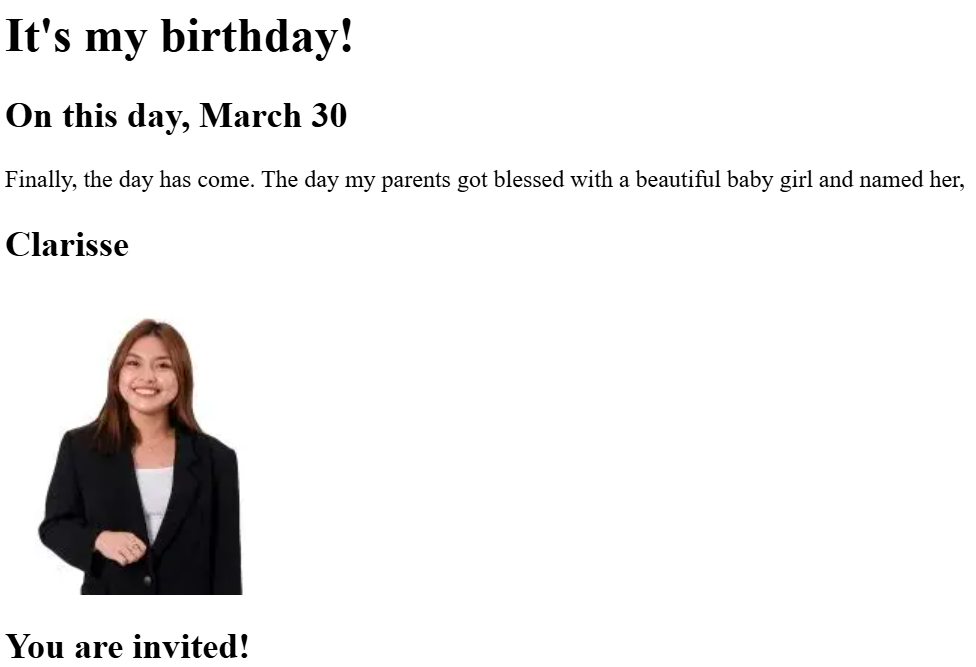 It's my birthday!
On this day, March 30
Finally, the day has come. The day my parents got blessed with a beautiful baby girl and named her,
Clarisse
You are invited!